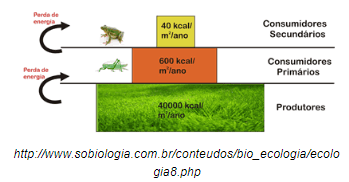 Perda de
energia
40 kcal/
m²/ano
Consumidores
Secundários
Perda de
energia
600 kcal/
m²/ano
Consumidores
Primários
40000 kcal/
m²/ano
Produtores
http://www.sobiologia.com.br/conteudos/bio_ecologia/ecolo
gia8.php